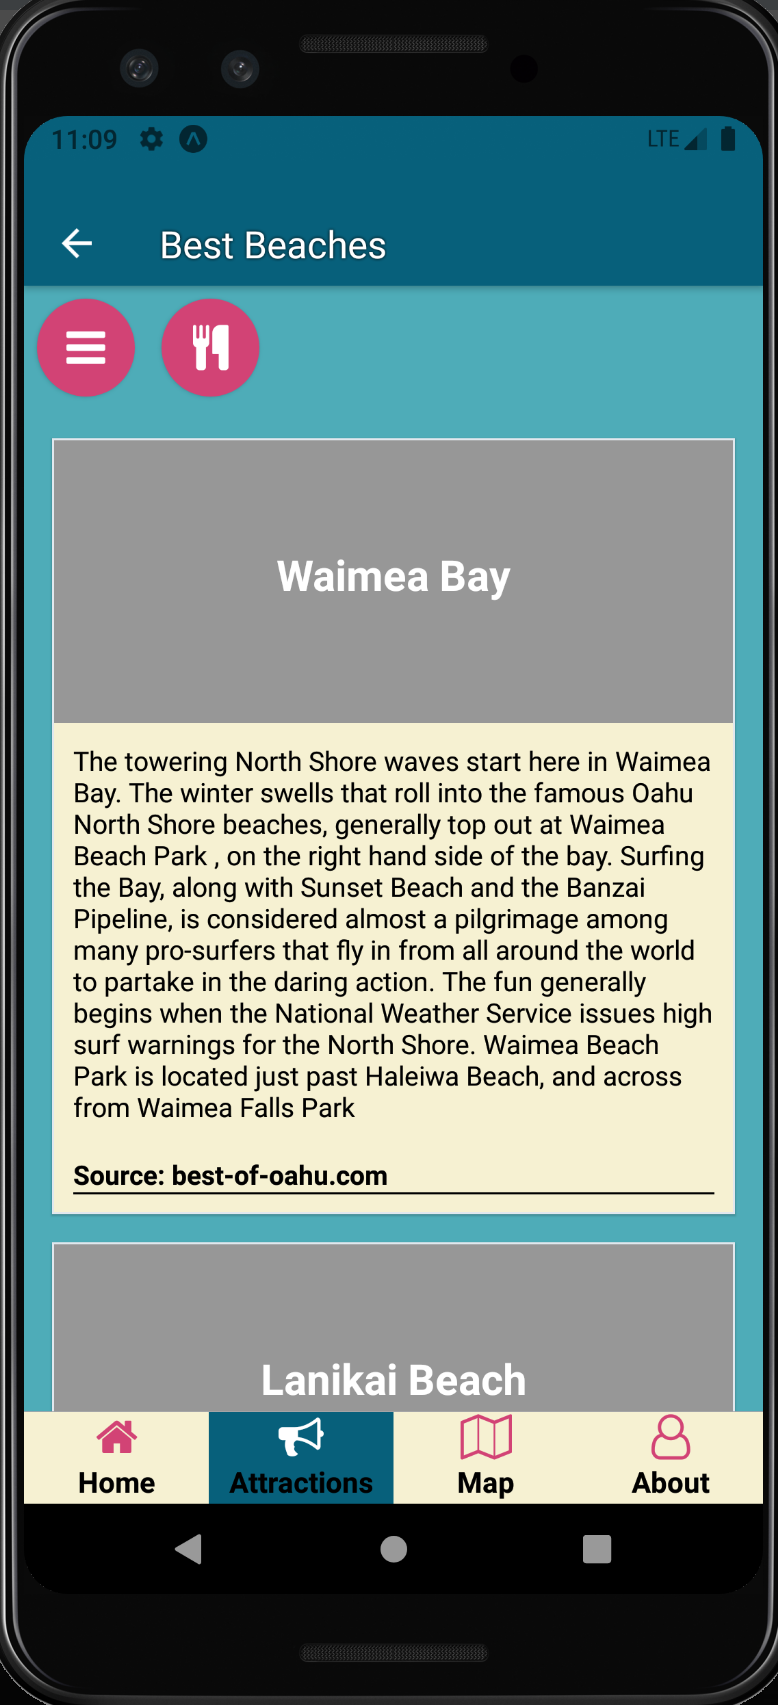 11:09
LTE
Best Beaches
Waimea Bay
The towering North Shore waves start here in Waimea
Bay. The winter swells that roll into the famous Oahu
North Shore beaches, generally top out at Waimea
Beach Park , on the right hand side of the bay. Surfing
the Bay, along with Sunset Beach and the Banzai
Pipeline, is considered almost a pilgrimage among
many pro-surfers that fly in from all around the world
to partake in the daring action. The fun generally
begins when the National Weather Service issues high
surf warnings for the North Shore. Waimea Beach
Park is located just past Haleiwa Beach, and across
from Waimea Falls Park
Source: best-of-oahu.com
Lanikai Beach
Home
Attractions
Map
About